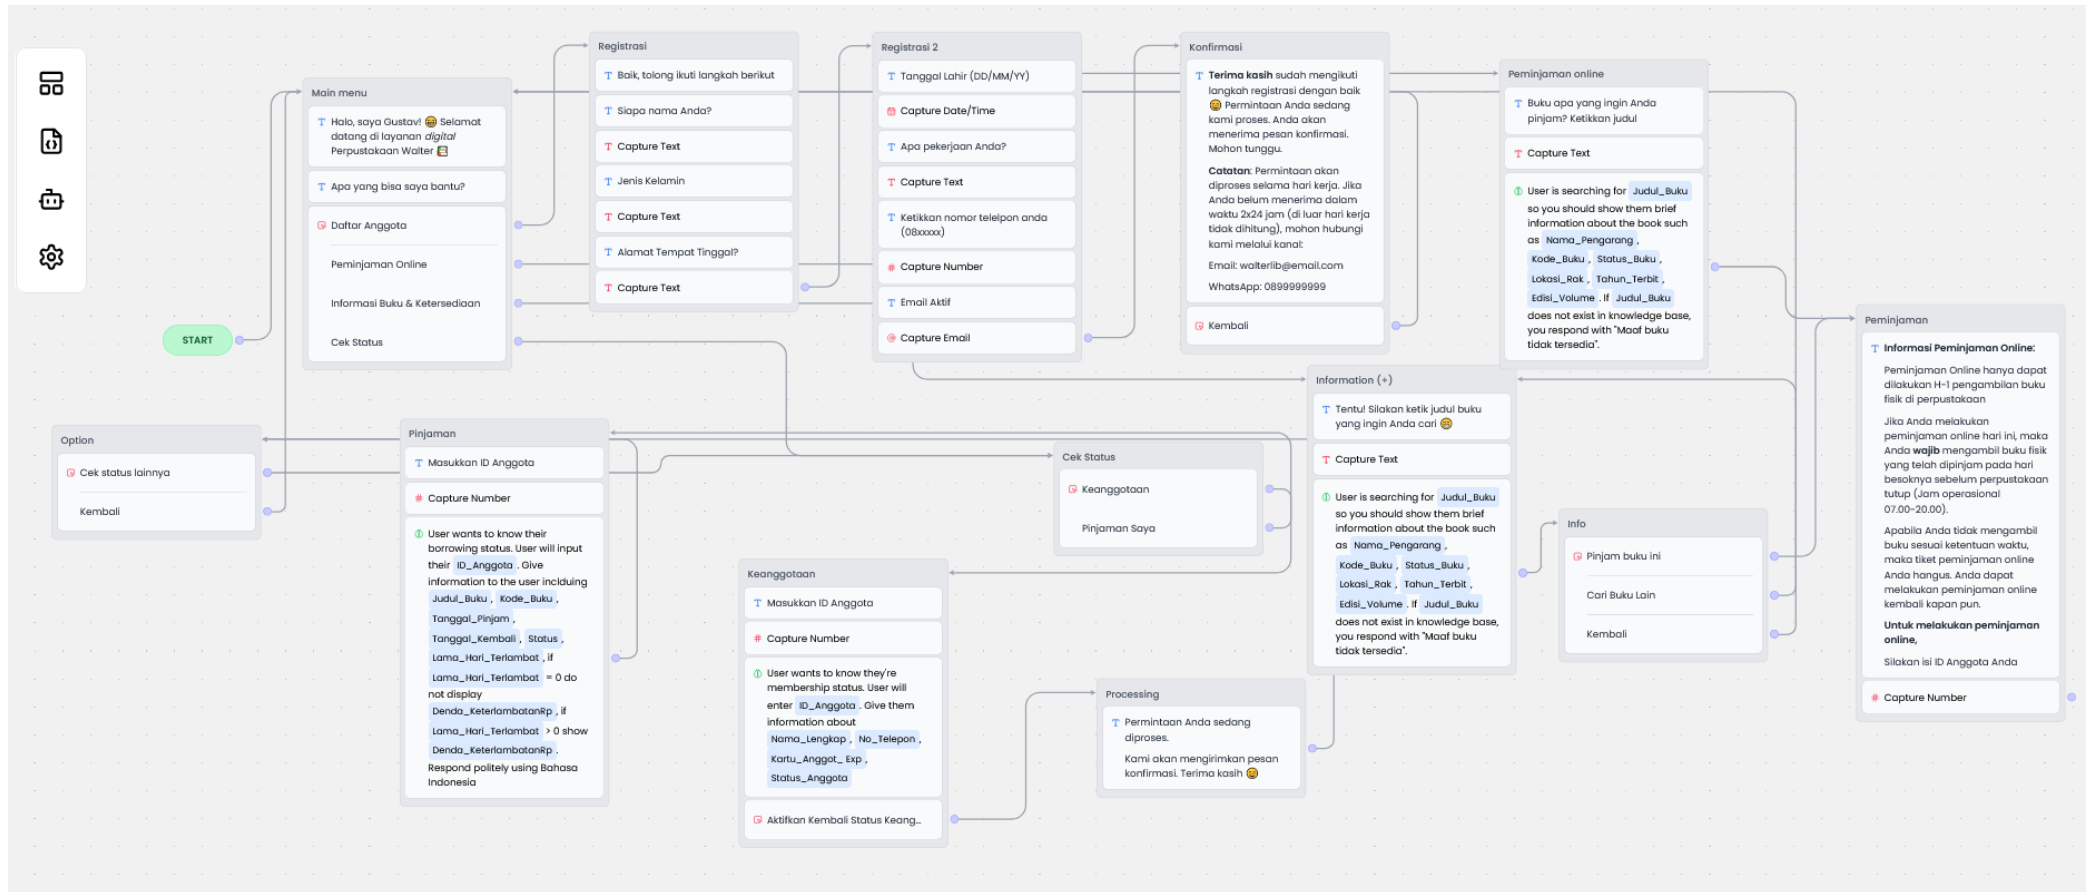 START
Main menu
Halo, saya Gustav! 😁 Selamat
datang di layanan digital
Perpustakaan Walter
Apa yang bisa saya bantu?
Daftar Anggota
Peminjaman Online
Informasi Buku & Ketersediaan
Cek Status
Registrasi
Baik, tolong ikuti langkah berikut
Siapa nama Anda?
Capture Text
Jenis Kelamin
Capture Text
Alamat Tempat Tinggal?
Capture Text
Registrasi 2
Tanggal Lahir (DD/MM/YY)
Capture Date/Time
Apa pekerjaan Anda?
Capture Text
Ketikkan nomor teleipon anda
(08xxxxx)
Capture Number
Email Aktif
Capture Email
Konfirmasi
Terima kasih sudah mengikuti
langkah registrasi dengan baik
😄 Permintaan Anda sedang
kami proses. Anda akan
menerima pesan konfirmasi.
Mohon tunggu.
Catatan: Permintaan akan
diproses selama hari kerja. Jika
Anda belum menerima dalam
waktu 2x24 jam (di luar hari kerja
tidak dihitung), mohon hubungi
kami melalui kanal:
Email: walterlib@email.com
WhatsApp: 0899999999
Kembali
Peminjaman online
Buku apa yang ingin Anda
pinjam? Ketikkan judul
Capture Text
User is searching for Judul_Buku
so you should show them brief
information about the book such
as Nama_Pengarang ,
Kode_Buku , Status_Buku ,
Lokasi_Rak , Tahun_Terbit ,
Edisi_Volume . If Judul_Buku
does not exist in knowledge base,
you respond with "Maaf buku
tidak tersedia".
Peminjaman
Informasi Peminjaman Online:
Peminjaman Online hanya dapat
dilakukan H-1 pengambilan buku
fisik di perpustakaan
Jika Anda melakukan
peminjaman online hari ini, maka
Anda wajib mengambil buku fisik
yang telah dipinjam pada hari
besoknya sebelum perpustakaan
tutup (Jam operasional
07.00-20.00).
Apabila Anda tidak mengambil
buku sesuai ketentuan waktu,
maka tiket peminjaman online
Anda hangus. Anda dapat
melakukan peminjaman online
kembali kapan pun.
Untuk melakukan peminjaman
online,
Silakan isi ID Anggota Anda
Capture Number
Option
Cek status lainnya
Kembali
Pinjaman
Masukkan ID Anggota
Capture Number
User wants to know their
borrowing status. User will input
their ID_Anggota . Give
information to the user inclduing
Judul_Buku , Kode_Buku ,
Tanggal_Pinjam ,
Tanggal_Kembali , Status ,
Lama_Hari_Terlambat , if
Lama_Hari_Terlambat = 0 do
not display
Denda_KeterlambatanRp , if
Lama_Hari_Terlambat > 0 show
Denda_KeterlambatanRp .
Respond politely using Bahasa
Indonesia
Cek Status
Keanggotaan
Pinjaman Saya
Keanggotaan
Masukkan ID Anggota
Capture Number
User wants to know they're
membership status. User will
enter ID_Anggota . Give them
information about
Nama_Lengkap , No_Telepon ,
Kartu_Anggot_ Exp ,
Status_Anggota
Aktifkan Kembali Status Keang...
Processing
Permintaan Anda sedang
diproses.
Kami akan mengirimkan pesan
konfirmasi. Terima kasih 😄
Information (+)
Tentu! Silakan ketik judul buku
yang ingin Anda cari 😁
Capture Text
User is searching for Judul_Buku
so you should show them brief
information about the book such
as Nama_Pengarang ,
Kode_Buku , Status_Buku ,
Lokasi_Rak , Tahun_Terbit ,
Edisi_Volume . If Judul_Buku
does not exist in knowledge base,
you respond with "Maaf buku
tidak tersedia".
Info
Pinjam buku ini
Cari Buku Lain
Kembali